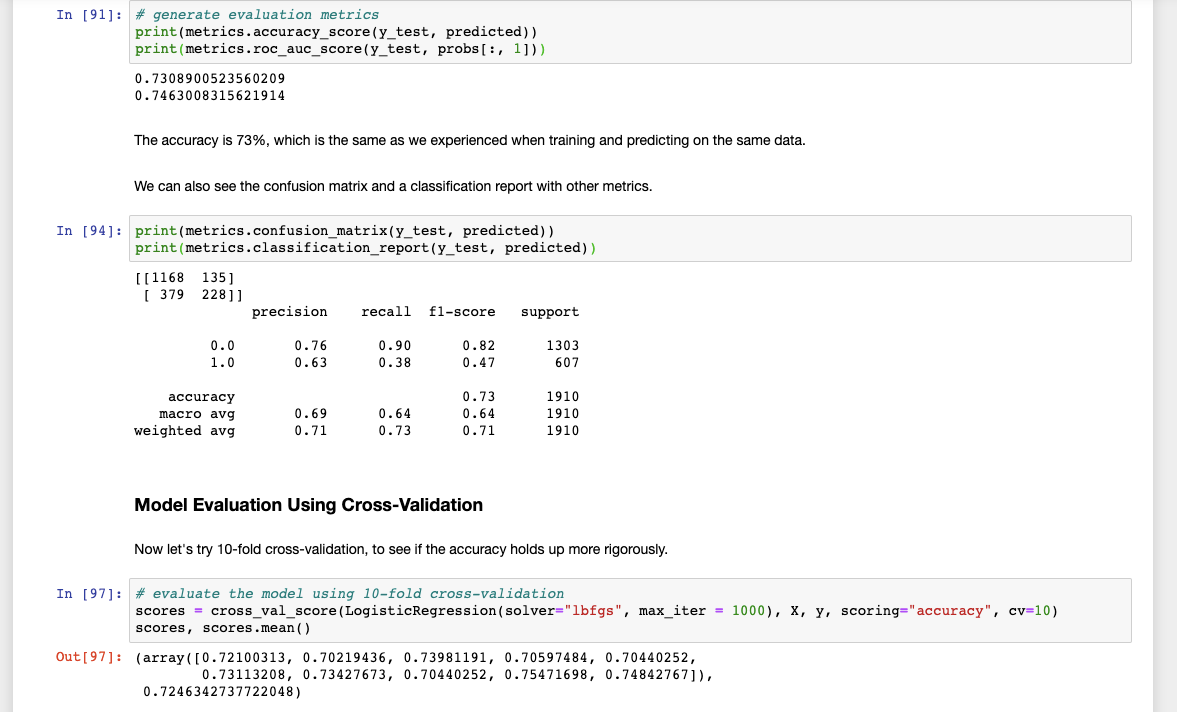 In [91]: # generate evaluation metrics
print(metrics.accuracy_score(y_test, predicted))
print(metrics.roc_auc_score(y_test, probs[:, 1]))
0.7308900523560209
0.7463008315621914
The accuracy is 73%, which is the same as we experienced when training and predicting on the same data.
We can also see the confusion matrix and a classification report with other metrics.
In [94]: print(metrics.confusion_matrix(y_test, predicted))
print(metrics.classification_report(y_test, predicted))
[[1168  135]
 [ 379  228]]
              precision    recall  f1-score   support
         0.0       0.76      0.90      0.82      1303
         1.0       0.63      0.38      0.47       607
    accuracy                           0.73      1910
   macro avg       0.69      0.64      0.64      1910
weighted avg       0.71      0.73      0.71      1910
Model Evaluation Using Cross-Validation
Now let's try 10-fold cross-validation, to see if the accuracy holds up more rigorously.
In [97]: # evaluate the model using 10-fold cross-validation
scores = cross_val_score(LogisticRegression(solver="lbfgs", max_iter = 1000), X, y, scoring="accuracy", cv=10)
scores, scores.mean()
Out[97]: (array([0.72100313, 0.70219436, 0.73981191, 0.70597484, 0.70440252,
        0.73113208, 0.73427673, 0.70440252, 0.75471698, 0.74842767]),
 0.7246342737722048)